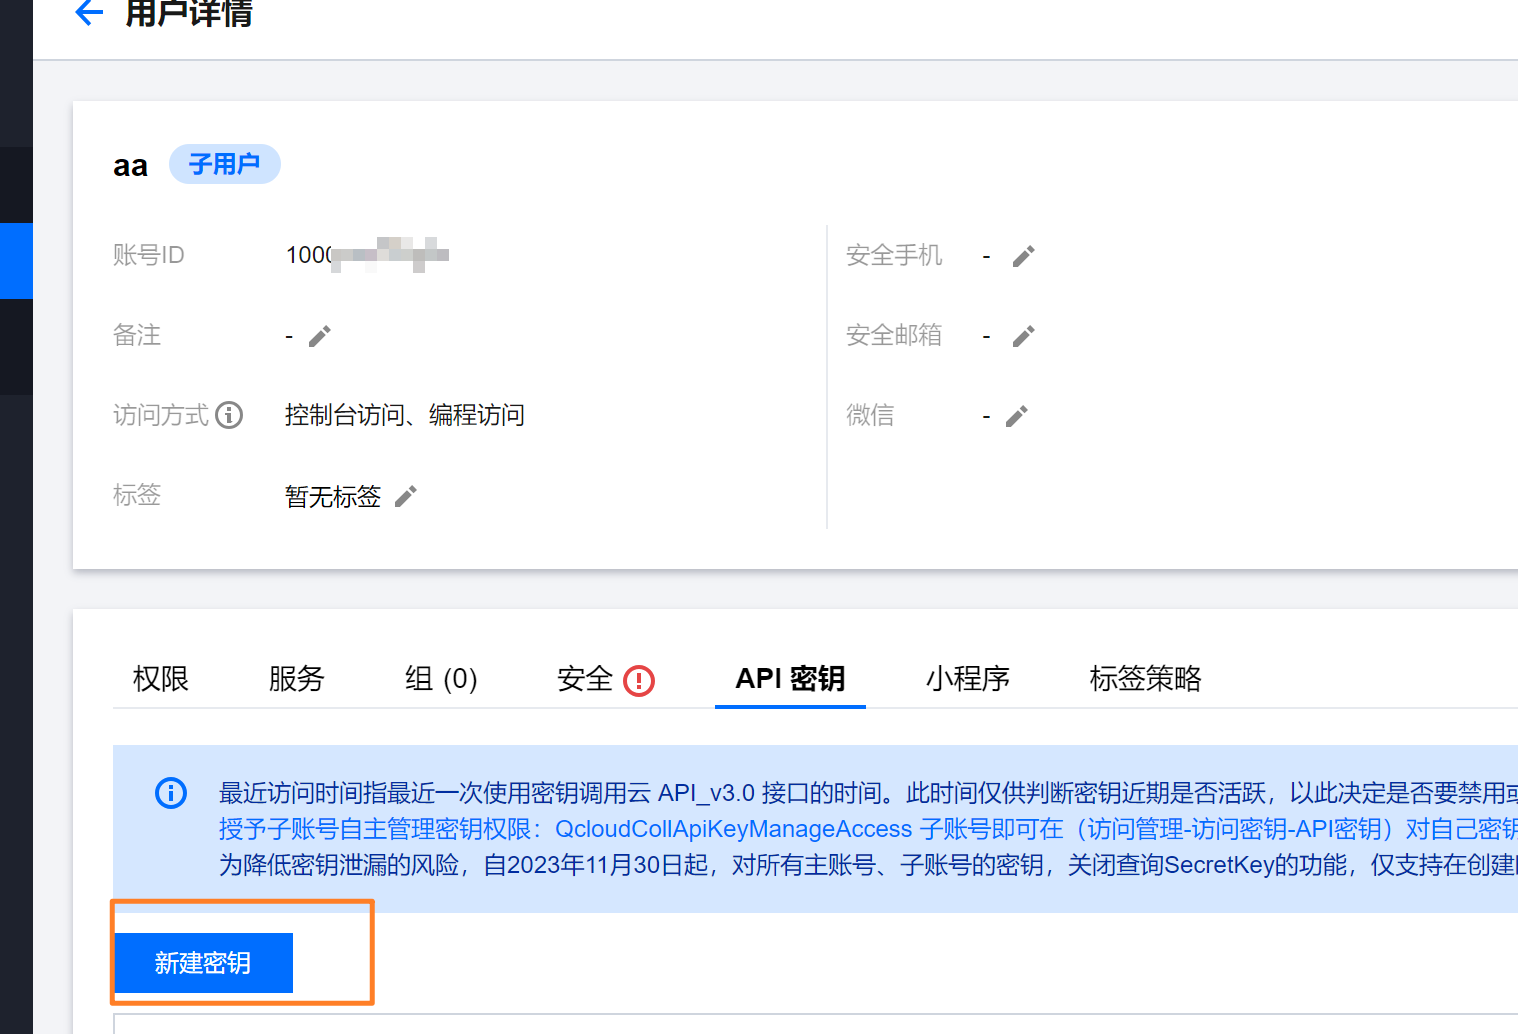 用户详情
aa 子用户
账号ID 1000
安全手机 -
备注 -
安全邮箱 -
访问方式 控制台访问、编程访问
微信 -
标签 暂无标签
权限 服务 组 (0) 安全 API 密钥 小程序 标签策略
最近访问时间指最近一次使用密钥调用云 API_v3.0 接口的时间。此时间仅供判断密钥近期是否活跃，以此决定是否要禁用或
授予子账号自主管理密钥权限：QcloudCollApiKeyManageAccess 子账号即可在（访问管理-访问密钥-API密钥）对自己密钥
为降低密钥泄漏的风险，自2023年11月30日起，对所有主账号、子账号的密钥，关闭查询SecretKey的功能，仅支持在创建
新建密钥